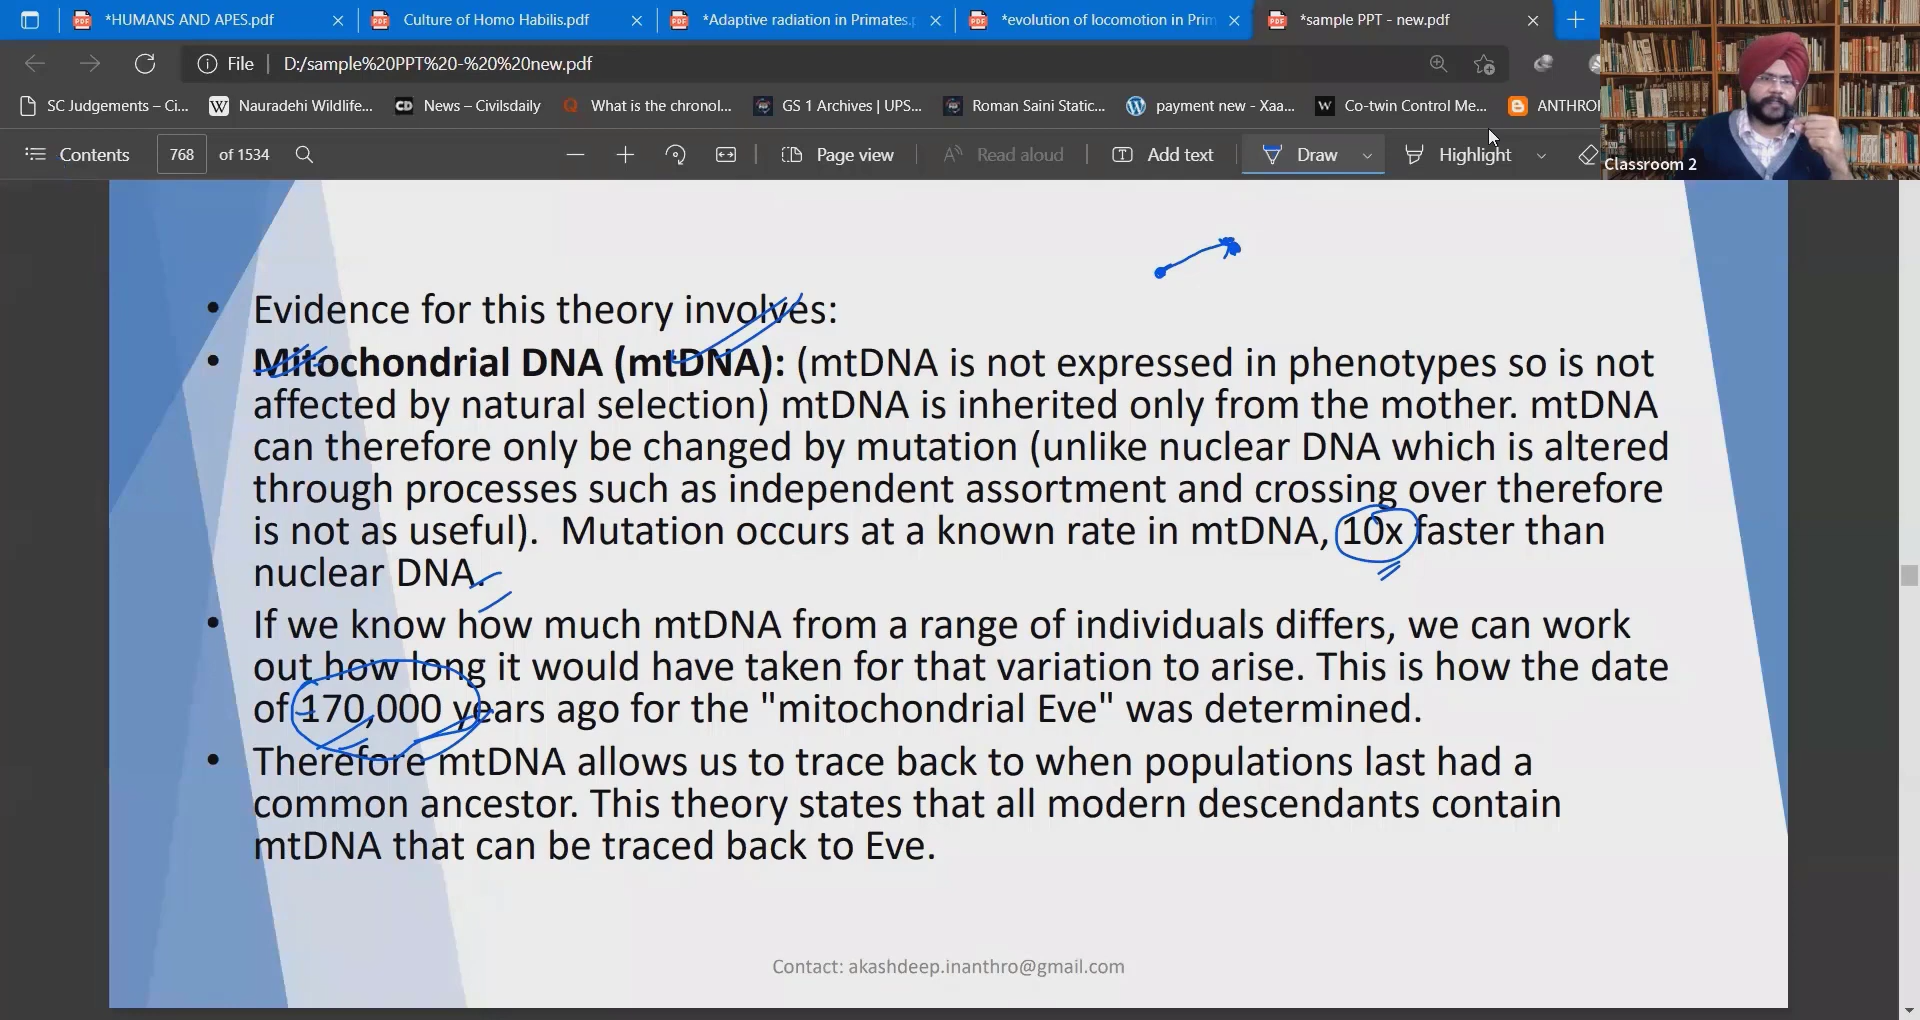 *HUMANS AND APES.pdf
Culture of Homo Habilis.pdf
*Adaptive radiation in Primates.
*evolution of locomotion in Prim
*sample PPT - new.pdf
File
D:/sample%20PPT%20-%20%20new.pdf
SC Judgements – Ci...
Nauradehi Wildlife...
CD
News – Civilsdaily
What is the chronol...
GS 1 Archives | UPS...
Roman Saini Static...
payment new - Xaa...
Co-twin Control Me...
ANTHRO
Contents
768
of 1534
Page view
Read aloud
Add text
Draw
Highlight
Classroom 2
• Evidence for this theory involves:
• Mitochondrial DNA (mtDNA): (mtDNA is not expressed in phenotypes so is not
affected by natural selection) mtDNA is inherited only from the mother. mtDNA
can therefore only be changed by mutation (unlike nuclear DNA which is altered
through processes such as independent assortment and crossing over therefore
is not as useful).  Mutation occurs at a known rate in mtDNA, 10x faster than
nuclear DNA.
• If we know how much mtDNA from a range of individuals differs, we can work
out how long it would have taken for that variation to arise. This is how the date
of 170,000 years ago for the "mitochondrial Eve" was determined.
• Therefore mtDNA allows us to trace back to when populations last had a
common ancestor. This theory states that all modern descendants contain
mtDNA that can be traced back to Eve.
Contact: akashdeep.inanthro@gmail.com